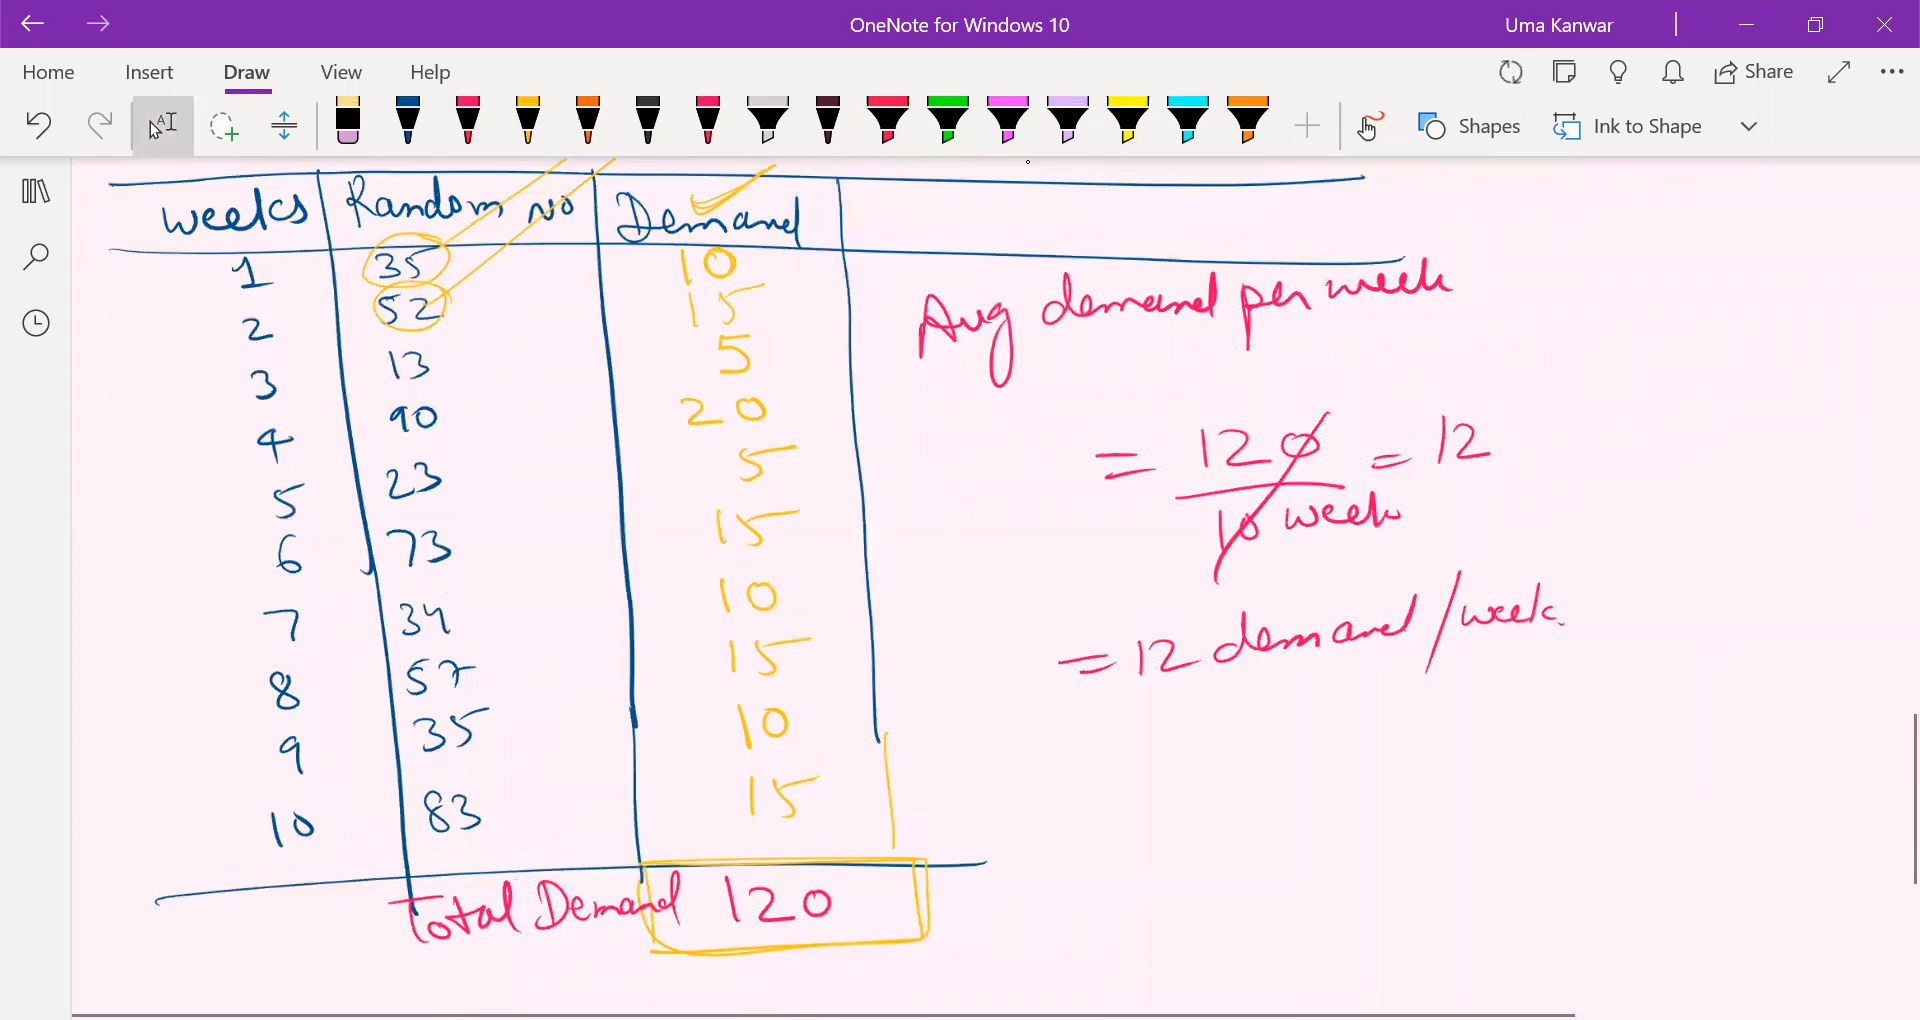 OneNote for Windows 10
Uma Kanwar
Home Insert Draw View Help
Share
Shapes
Ink to Shape
weeks Random no Demand
1 35 10
2 52 15
3 13 5
4 90 20
5 23 5
6 73 15
7 34 10
8 57 15
9 35 10
10 83 15
Total Demand 120
Avg demand per week
= 120 / 10 week = 12
= 12 demand/week.